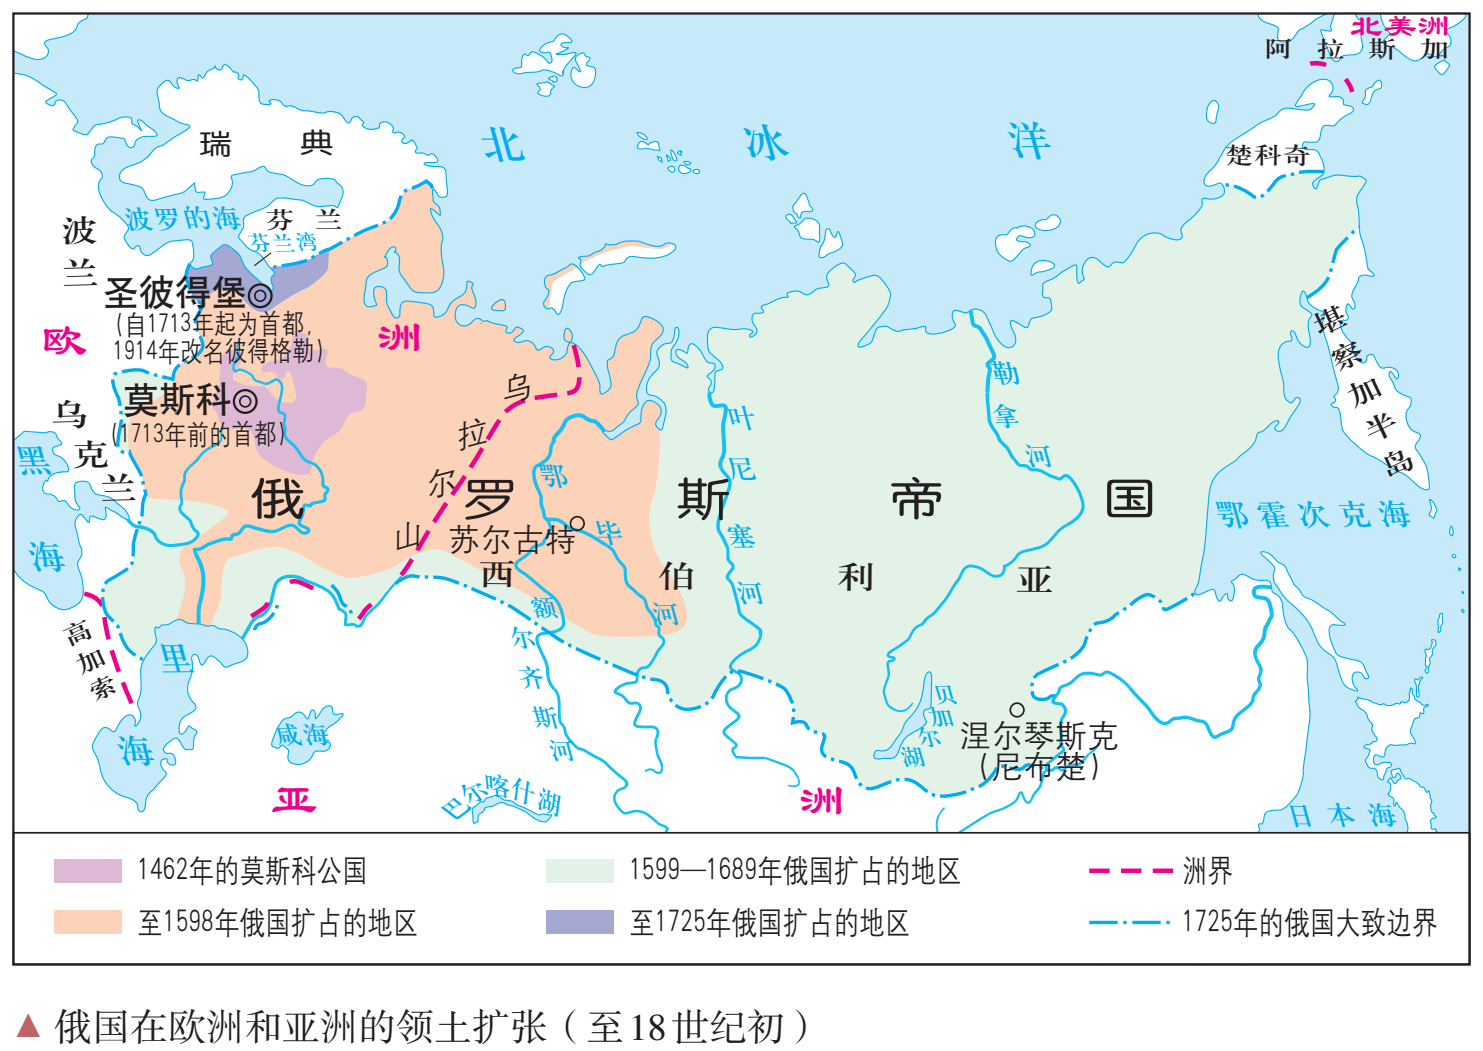 北美洲
阿拉斯加
北冰洋
瑞典
楚科奇
波罗的海
芬兰
芬兰湾
波兰
圣彼得堡
(自1713年起为首都,
1914年改名彼得格勒)
欧洲
堪察加半岛
莫斯科
(1713年前的首都)
乌克兰
黑海
乌拉尔山
勒拿河
叶尼塞河
鄂毕河
俄罗斯帝国
苏尔古特
西伯利亚
鄂霍次克海
额尔齐斯河
高加索
里海
咸海
巴尔喀什湖
贝加尔湖
涅尔琴斯克
(尼布楚)
亚洲
日本海
1462年的莫斯科公国
1599—1689年俄国扩占的地区
洲界
至1598年俄国扩占的地区
至1725年俄国扩占的地区
1725年的俄国大致边界
▲ 俄国在欧洲和亚洲的领土扩张（至18世纪初）